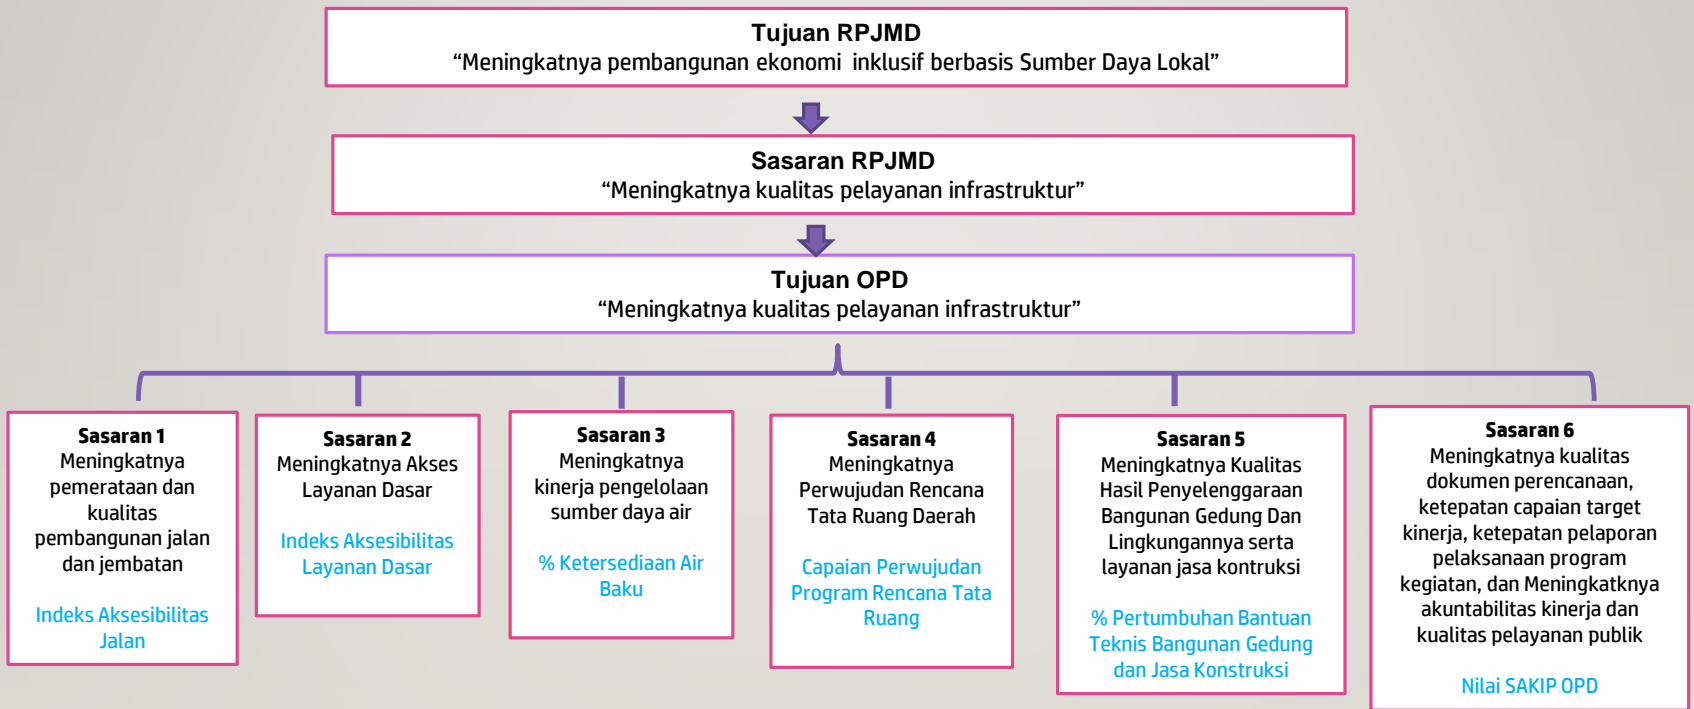 Tujuan RPJMD
“Meningkatnya pembangunan ekonomi inklusif berbasis Sumber Daya Lokal”
Sasaran RPJMD
“Meningkatnya kualitas pelayanan infrastruktur”
Tujuan OPD
“Meningkatnya kualitas pelayanan infrastruktur”
Sasaran 1
Meningkatnya
pemerataan dan
kualitas
pembangunan jalan
dan jembatan
Indeks Aksesibilitas
Jalan
Sasaran 2
Meningkatnya Akses
Layanan Dasar
Indeks Aksesibilitas
Layanan Dasar
Sasaran 3
Meningkatnya
kinerja pengelolaan
sumber daya air
% Ketersediaan Air
Baku
Sasaran 4
Meningkatnya
Perwujudan Rencana
Tata Ruang Daerah
Capaian Perwujudan
Program Rencana Tata
Ruang
Sasaran 5
Meningkatnya Kualitas
Hasil Penyelenggaraan
Bangunan Gedung Dan
Lingkungannya serta
layanan jasa kontruksi
% Pertumbuhan Bantuan
Teknis Bangunan Gedung
dan Jasa Konstruksi
Sasaran 6
Meningkatnya kualitas
dokumen perencanaan,
ketepatan capaian target
kinerja, ketepatan pelaporan
pelaksanaan program
kegiatan, dan Meningkatknya
akuntabilitas kinerja dan
kualitas pelayanan publik
Nilai SAKIP OPD